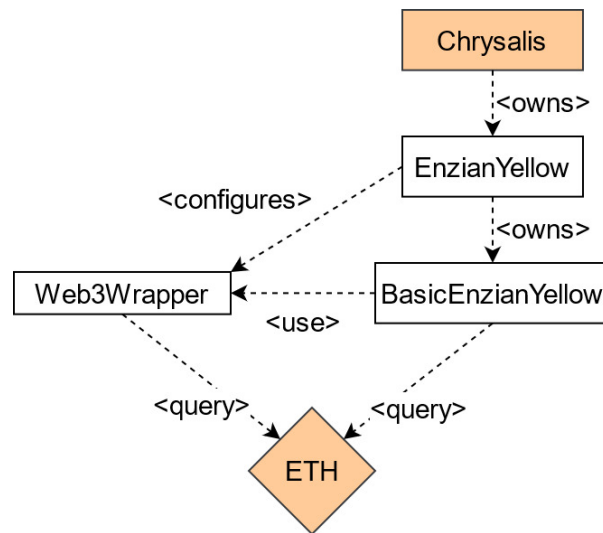 Chrysalis
<owns>
EnzianYellow
<configures>
<owns>
Web3Wrapper
BasicEnzianYellow
<use>
<query>
<query>
ETH